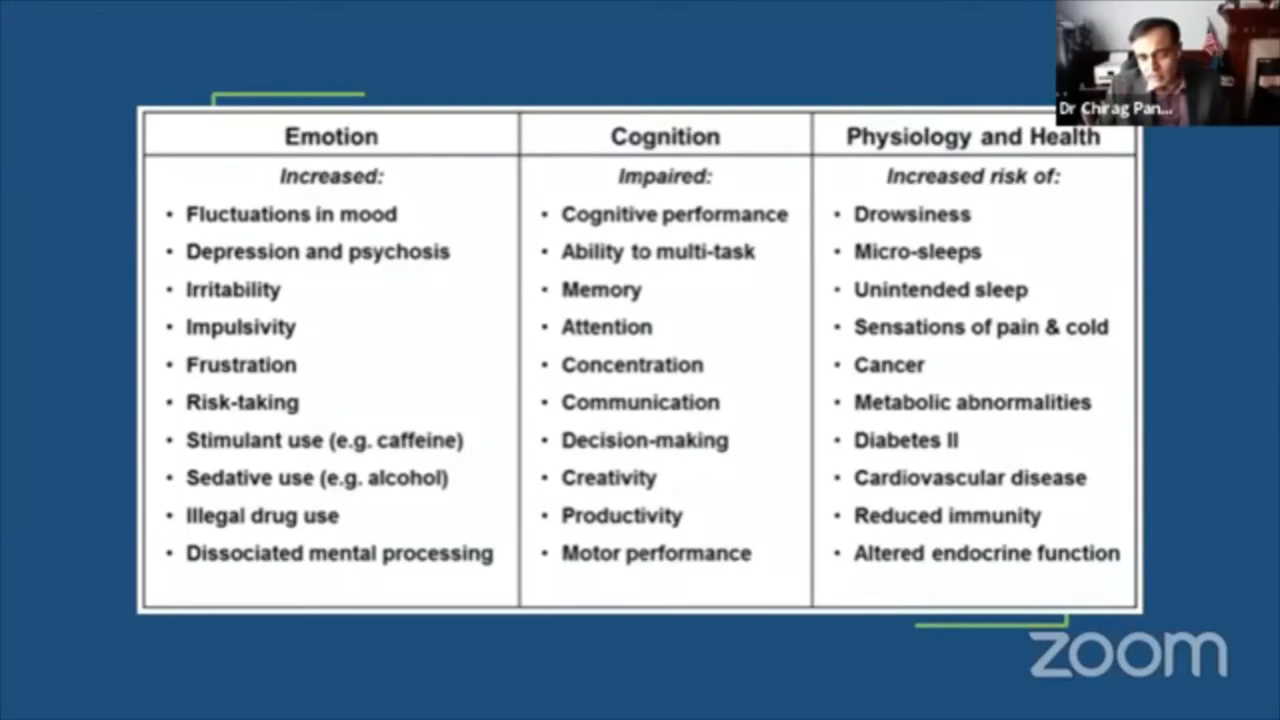 Dr Chirag Pan...
Emotion
Increased:
• Fluctuations in mood
• Depression and psychosis
• Irritability
• Impulsivity
• Frustration
• Risk-taking
• Stimulant use (e.g. caffeine)
• Sedative use (e.g. alcohol)
• Illegal drug use
• Dissociated mental processing
Cognition
Impaired:
• Cognitive performance
• Ability to multi-task
• Memory
• Attention
• Concentration
• Communication
• Decision-making
• Creativity
• Productivity
• Motor performance
Physiology and Health
Increased risk of:
• Drowsiness
• Micro-sleeps
• Unintended sleep
• Sensations of pain & cold
• Cancer
• Metabolic abnormalities
• Diabetes II
• Cardiovascular disease
• Reduced immunity
• Altered endocrine function
zoom